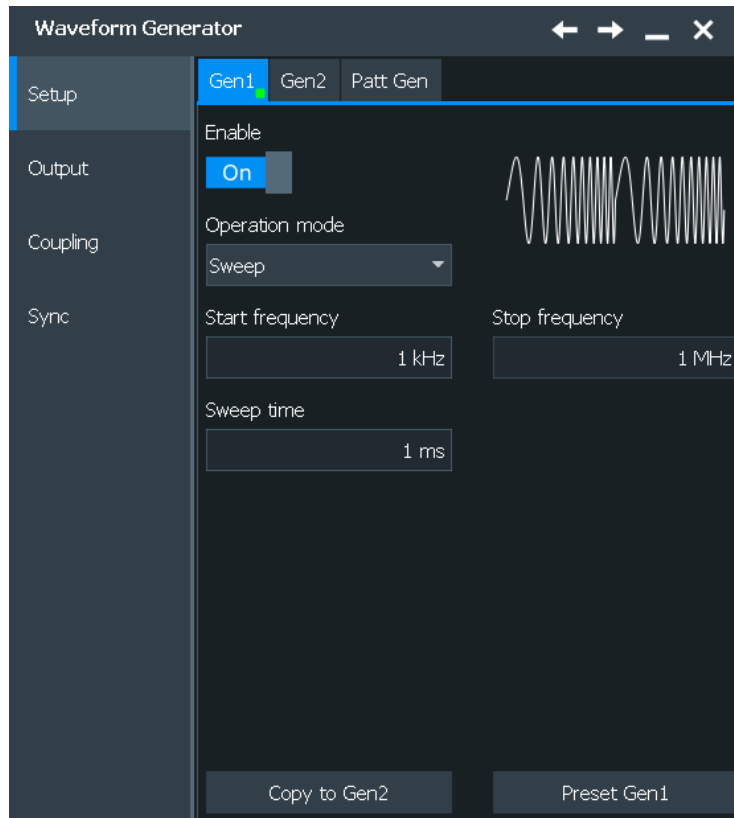 Waveform Generator
Setup
Output
Coupling
Sync
Gen1 Gen2 Patt Gen
Enable
On
Operation mode
Sweep
Start frequency
1 kHz
Stop frequency
1 MHz
Sweep time
1 ms
Copy to Gen2
Preset Gen1